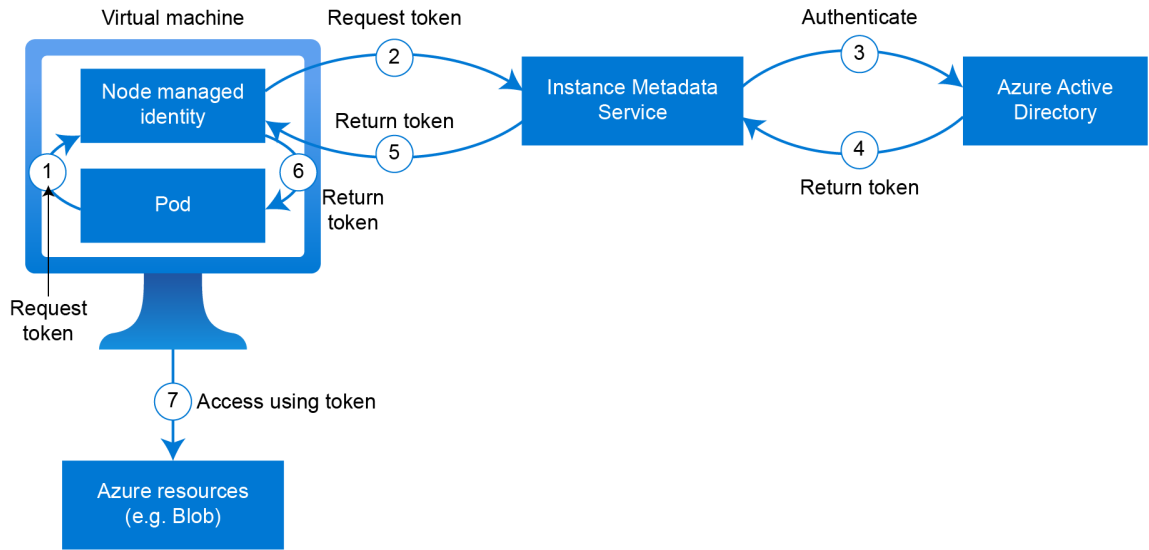 Virtual machine
Request token
Authenticate
2
3
Node managed
identity
Instance Metadata
Service
Azure Active
Directory
Return token
5
4
Return token
1
6
Pod
Return
token
Request
token
7
Access using token
Azure resources
(e.g. Blob)